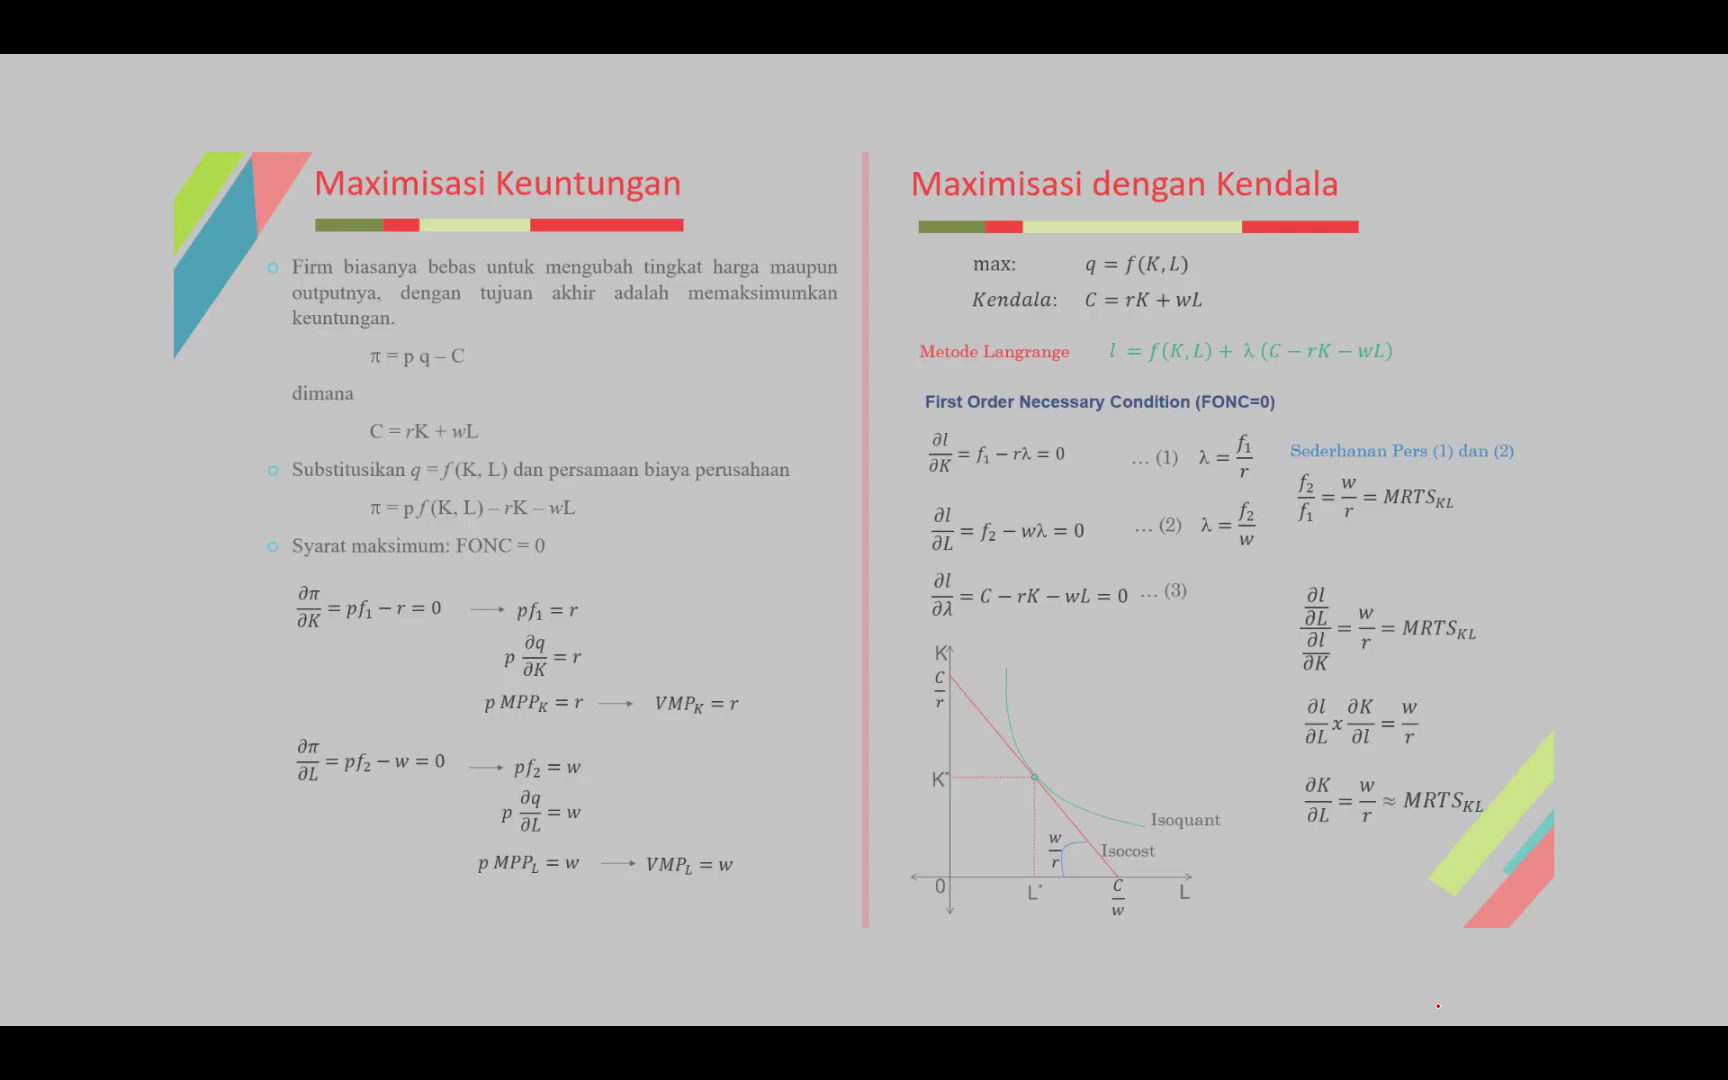 Maximisasi Keuntungan
Firm biasanya bebas untuk mengubah tingkat harga maupun
outputnya, dengan tujuan akhir adalah memaksimumkan
keuntungan.
π = p q – C
dimana
C = rK + wL
Substitusikan q = f (K, L) dan persamaan biaya perusahaan
π = p f (K, L) – rK – wL
Syarat maksimum: FONC = 0
∂π/∂K = pf₁ − r = 0 → pf₁ = r
p ∂q/∂K = r
p MPP_K = r → VMP_K = r
∂π/∂L = pf₂ − w = 0 → pf₂ = w
p ∂q/∂L = w
p MPP_L = w → VMP_L = w
Maximisasi dengan Kendala
max: q = f(K, L)
Kendala: C = rK + wL
Metode Langrange l = f(K, L) + λ (C − rK − wL)
First Order Necessary Condition (FONC=0)
∂l/∂K = f₁ − rλ = 0 … (1) λ = f₁/r
∂l/∂L = f₂ − wλ = 0 … (2) λ = f₂/w
∂l/∂λ = C − rK − wL = 0 … (3)
Sederhanan Pers (1) dan (2)
f₂/f₁ = w/r = MRTS_KL
∂l/∂L / ∂l/∂K = w/r = MRTS_KL
∂l/∂L x ∂K/∂l = w/r
∂K/∂L = w/r ≈ MRTS_KL
K
C/r
K*
Isoquant
w/r
Isocost
0
L*
C/w
L